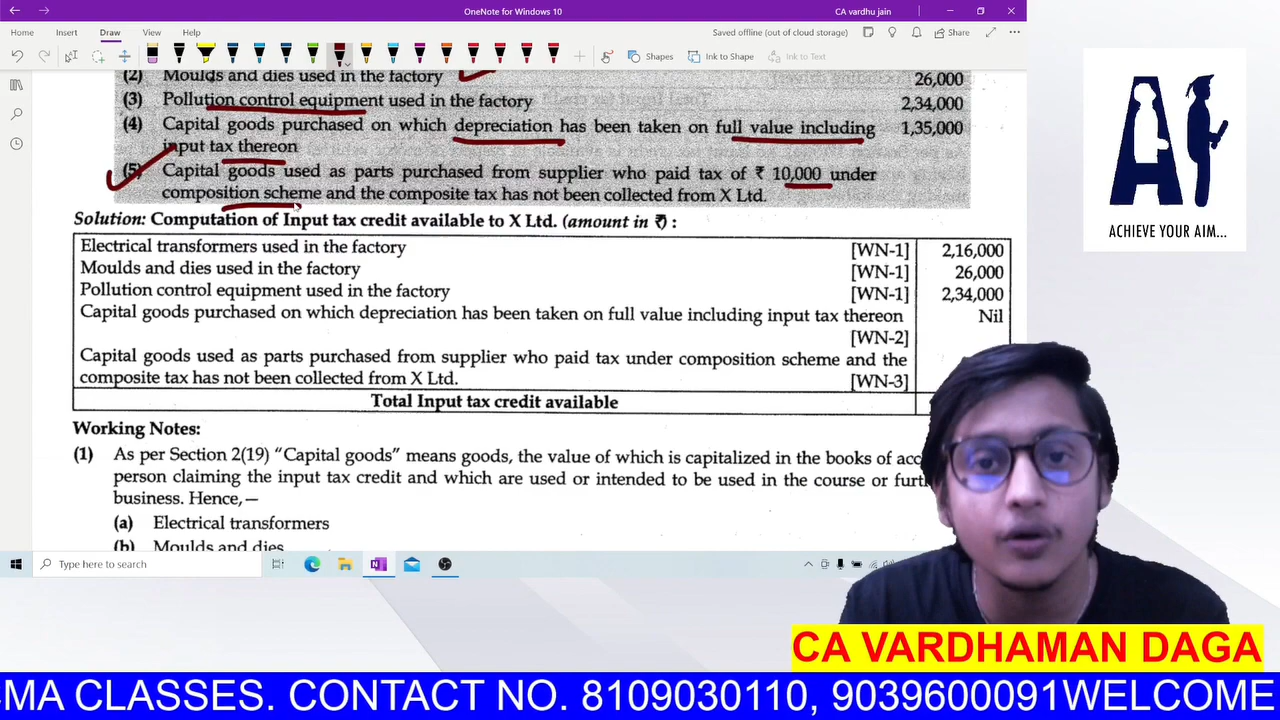 OneNote for Windows 10
CA vardhu jain
Home Insert Draw View Help
Saved offline (out of cloud storage)
Share
Shapes
Ink to Shape
Ink to Text
(2) Moulds and dies used in the factory 26,000
(3) Pollution control equipment used in the factory 2,34,000
(4) Capital goods purchased on which depreciation has been taken on full value including 1,35,000
input tax thereon
(5) Capital goods used as parts purchased from supplier who paid tax of ₹ 10,000 under
composition scheme and the composite tax has not been collected from X Ltd.
Solution: Computation of Input tax credit available to X Ltd. (amount in ₹) :
Electrical transformers used in the factory [WN-1] 2,16,000
Moulds and dies used in the factory [WN-1] 26,000
Pollution control equipment used in the factory [WN-1] 2,34,000
Capital goods purchased on which depreciation has been taken on full value including input tax thereon Nil
[WN-2]
Capital goods used as parts purchased from supplier who paid tax under composition scheme and the
composite tax has not been collected from X Ltd. [WN-3]
Total Input tax credit available
Working Notes:
(1) As per Section 2(19) "Capital goods" means goods, the value of which is capitalized in the books of
person claiming the input tax credit and which are used or intended to be used in the course or
business. Hence,—
(a) Electrical transformers
(b) Moulds and dies
Type here to search
AI
ACHIEVE YOUR AIM...
CA VARDHAMAN DAGA
CMA CLASSES. CONTACT NO. 8109030110, 9039600091WELCOME